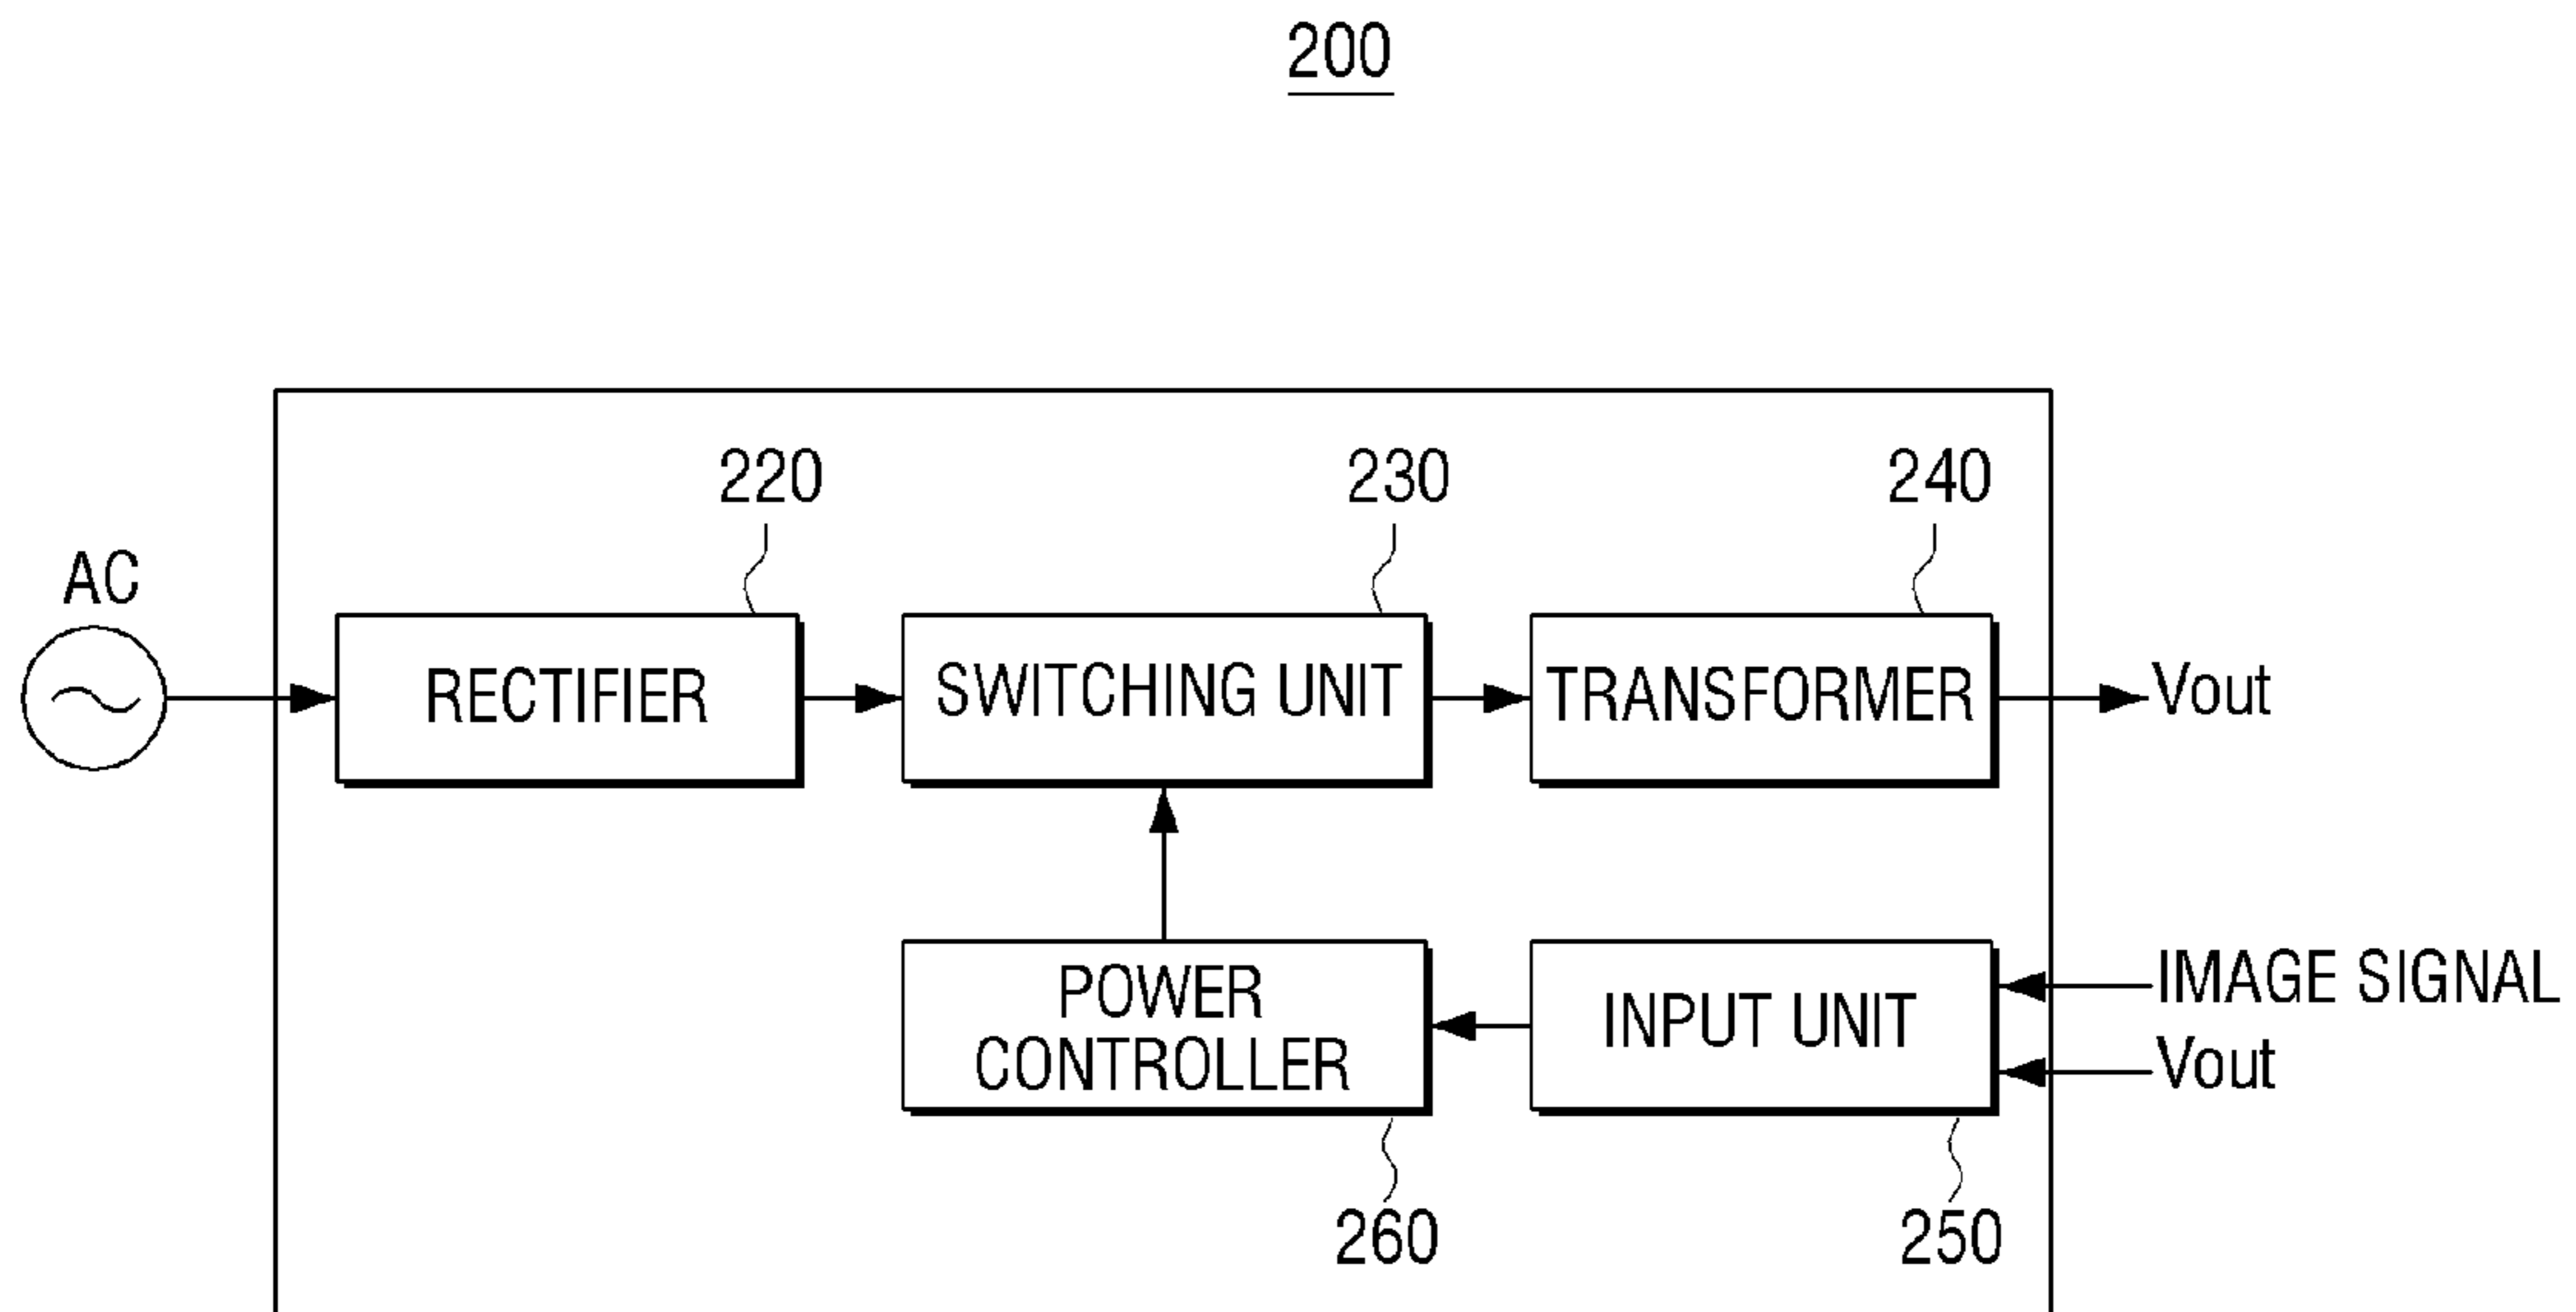 200
220
230
240
AC
RECTIFIER
SWITCHING UNIT
TRANSFORMER
Vout
POWER
CONTROLLER
INPUT UNIT
IMAGE SIGNAL
Vout
260
250